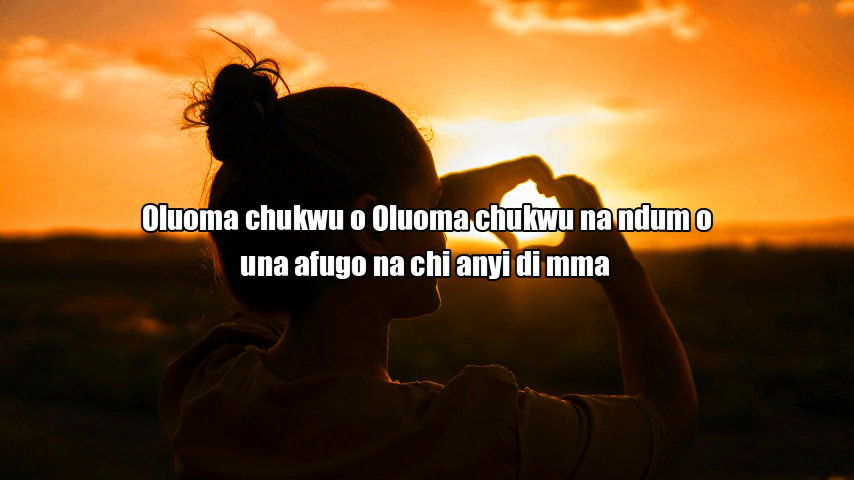 Oluoma chukwu o Oluoma chukwu na ndum o
una afugo na chi anyi di mma